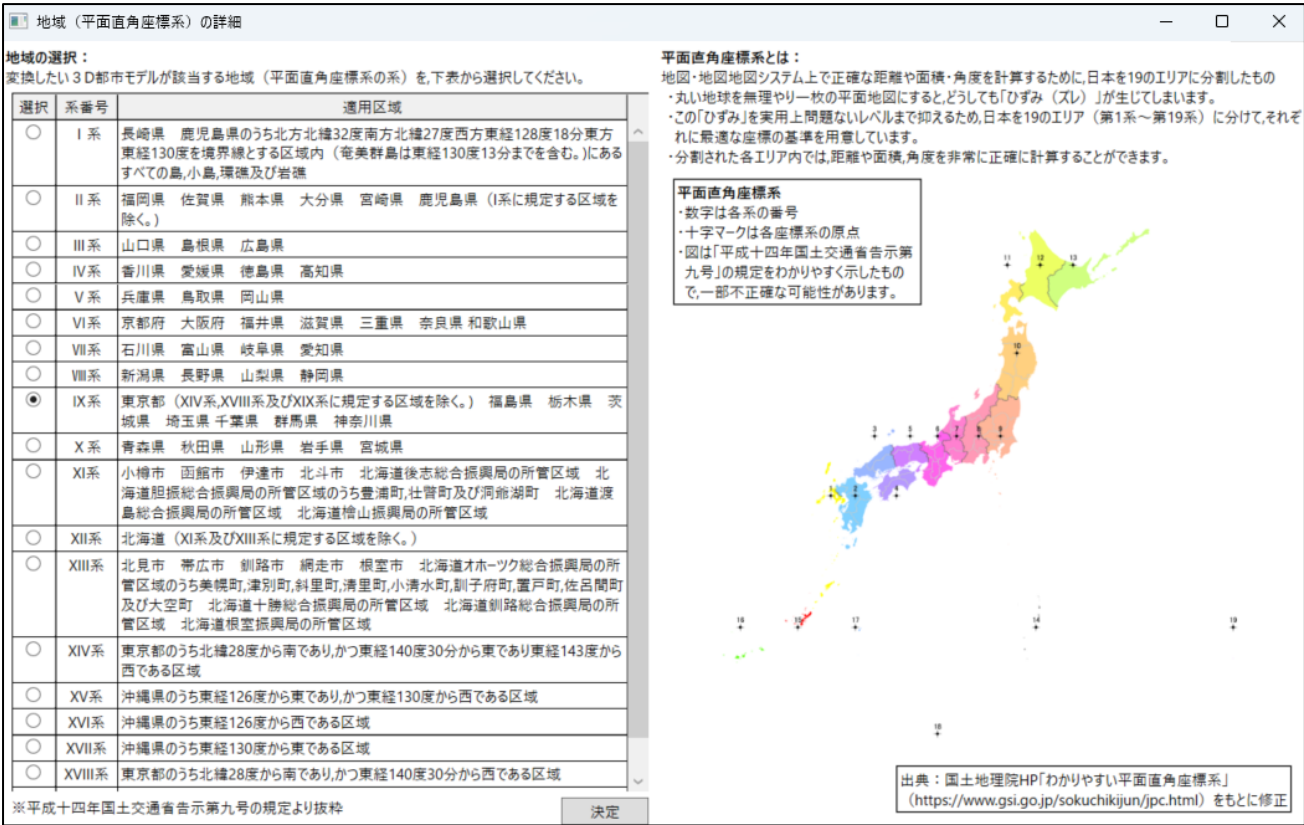 地域（平面直角座標系）の詳細
地域の選択：
変換したい３D都市モデルが該当する地域（平面直角座標系の系）を,下表から選択してください。
選択 系番号 適用区域
I 系 長崎県　鹿児島県のうち北方北緯32度南方北緯27度西方東経128度18分東方
東経130度を境界線とする区域内（奄美群島は東経130度13分までを含む。)にある
すべての島,小島,環礁及び岩礁
II 系 福岡県　佐賀県　熊本県　大分県　宮崎県　鹿児島県（I系に規定する区域を
除く。)
III系 山口県　島根県　広島県
IV系 香川県　愛媛県　徳島県　高知県
V 系 兵庫県　鳥取県　岡山県
VI系 京都府　大阪府　福井県　滋賀県　三重県　奈良県 和歌山県
VII系 石川県　富山県　岐阜県　愛知県
VIII系 新潟県　長野県　山梨県　静岡県
IX系 東京都（XIV系,XVIII系及びXIX系に規定する区域を除く。)　福島県　栃木県　茨
城県　埼玉県 千葉県　群馬県　神奈川県
X 系 青森県　秋田県　山形県　岩手県　宮城県
XI系 小樽市　函館市　伊達市　北斗市　北海道後志総合振興局の所管区域　北
海道胆振総合振興局の所管区域のうち豊浦町,壮瞥町及び洞爺湖町　北海道渡
島総合振興局の所管区域　北海道檜山振興局の所管区域
XII系 北海道（XI系及びXIII系に規定する区域を除く。)
XIII系 北見市　帯広市　釧路市　網走市　根室市　北海道オホーツク総合振興局の所
管区域のうち美幌町,津別町,斜里町,清里町,小清水町,訓子府町,置戸町,佐呂間町
及び大空町　北海道十勝総合振興局の所管区域　北海道釧路総合振興局の所
管区域　北海道根室振興局の所管区域
XIV系 東京都のうち北緯28度から南であり,かつ東経140度30分から東であり東経143度から
西である区域
XV系 沖縄県のうち東経126度から東であり,かつ東経130度から西である区域
XVI系 沖縄県のうち東経126度から西である区域
XVII系 沖縄県のうち東経130度から東である区域
XVIII系 東京都のうち北緯28度から南であり,かつ東経140度30分から西である区域
※平成十四年国土交通省告示第九号の規定より抜粋
決定
平面直角座標系とは：
地図・地図地図システム上で正確な距離や面積・角度を計算するために,日本を19のエリアに分割したもの
・丸い地球を無理やり一枚の平面地図にすると,どうしても「ひずみ（ズレ）」が生じてしまいます。
・この「ひずみ」を実用上問題ないレベルまで抑えるため,日本を19のエリア（第1系～第19系）に分けて,それぞ
れに最適な座標の基準を用意しています。
・分割された各エリア内では,距離や面積,角度を非常に正確に計算することができます。
平面直角座標系
・数字は各系の番号
・十字マークは各座標系の原点
・図は「平成十四年国土交通省告示第
九号」の規定をわかりやすく示したもの
で,一部不正確な可能性があります。
11 12 13
10
3 5 6 7 8 9
1 2 4
16 15 17 14 19
18
出典：国土地理院HP「わかりやすい平面直角座標系」
（https://www.gsi.go.jp/sokuchikijun/jpc.html）をもとに修正